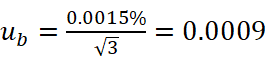 u_b = 0.0015% / √3 = 0.0009